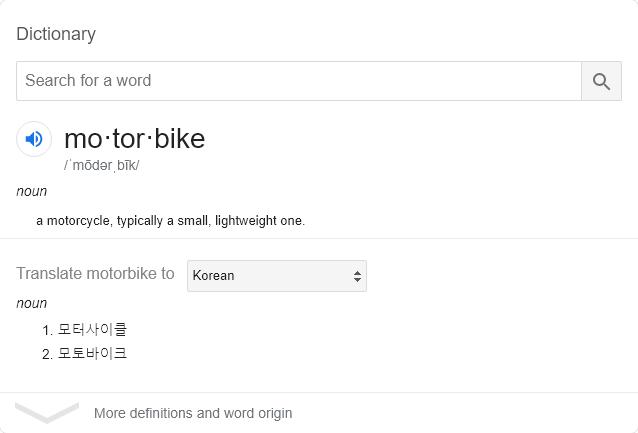 Dictionary
Search for a word
mo·tor·bike
/ˈmōdərˌbīk/
noun
a motorcycle, typically a small, lightweight one.
Translate motorbike to Korean
noun
1. 모터사이클
2. 모토바이크
More definitions and word origin